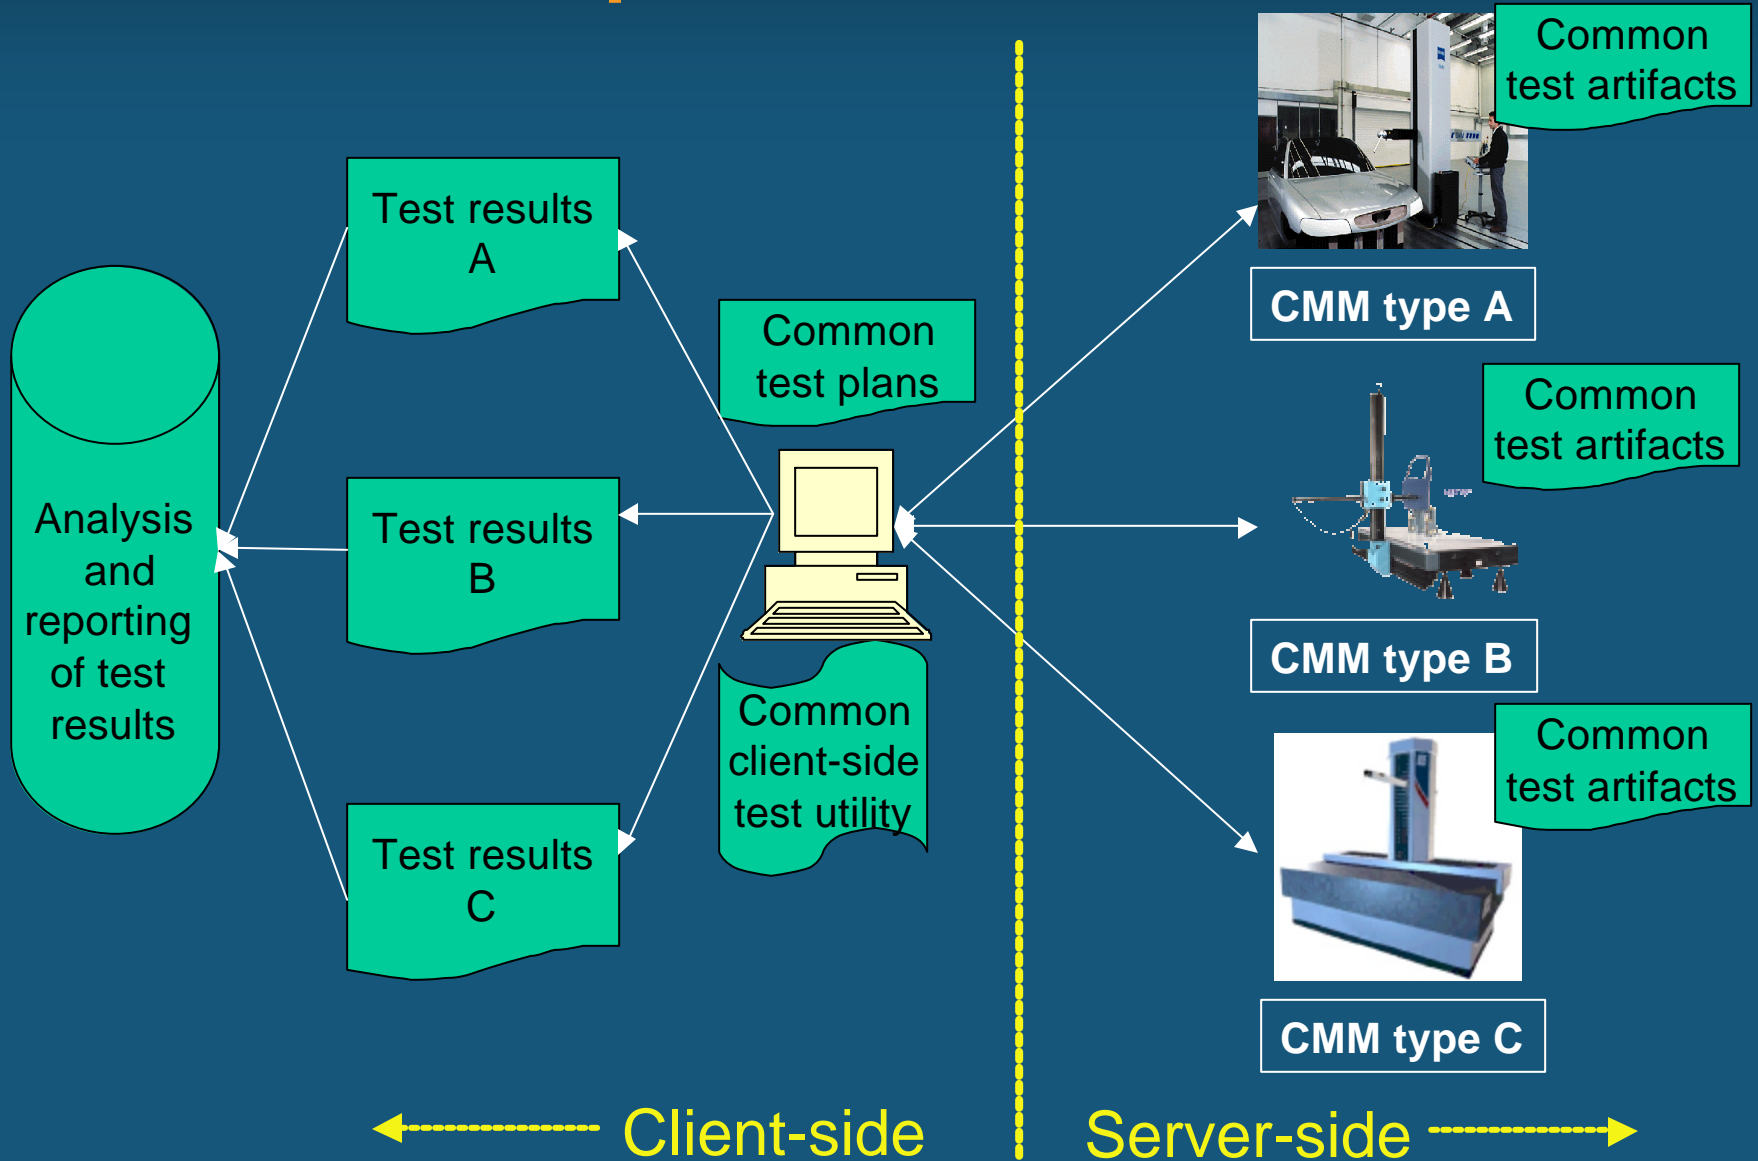 Common
test artifacts
CMM type A
Test results
A
Common
test plans
Common
test artifacts
Analysis
and
reporting
of test
results
Test results
B
CMM type B
Common
client-side
test utility
Common
test artifacts
Test results
C
CMM type C
Client-side
Server-side